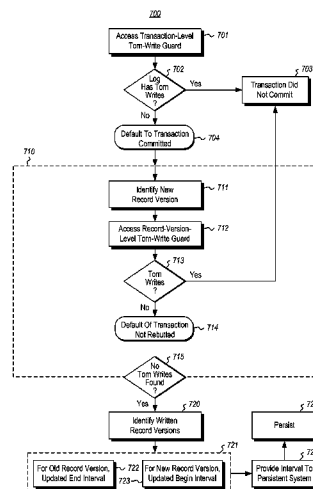 700
Access Transaction-Level
Torn-Write Guard
701
702
Log
Has Torn
Writes
?
Yes
703
Transaction Did
Not Commit
No
Default To Transaction
Committed
704
710
Identify New
Record Version
711
Access Record-Version-
Level Torn-Write Guard
712
713
Torn
Writes
?
Yes
No
Default Of Transaction
Not Rebutted
714
715
No
Torn Writes
Found
?
Yes
720
Identify Written
Record Versions
Persist
721
For Old Record Version,
Updated End Interval
722
723
For New Record Version,
Updated Begin Interval
Provide Interval To
Persistent System